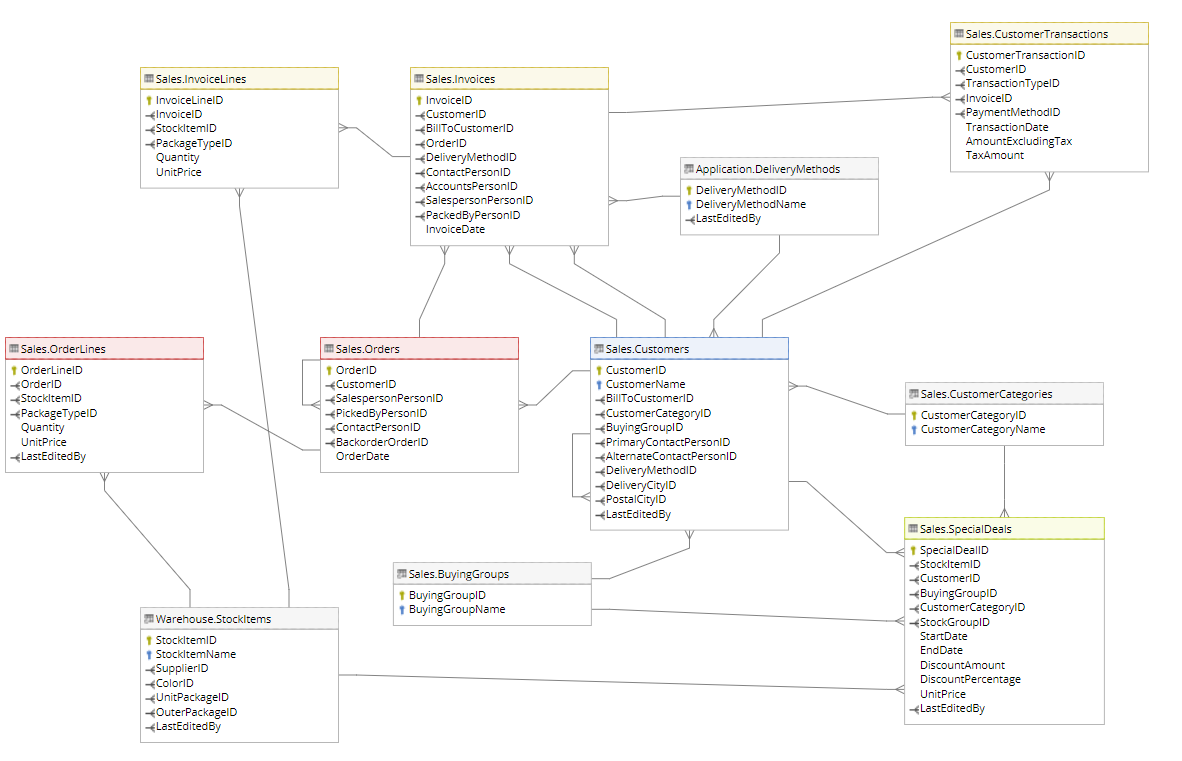 Sales.CustomerTransactions
CustomerTransactionID
CustomerID
TransactionTypeID
InvoiceID
PaymentMethodID
TransactionDate
AmountExcludingTax
TaxAmount
Sales.InvoiceLines
InvoiceLineID
InvoiceID
StockItemID
PackageTypeID
Quantity
UnitPrice
Sales.Invoices
InvoiceID
CustomerID
BillToCustomerID
OrderID
DeliveryMethodID
ContactPersonID
AccountsPersonID
SalespersonPersonID
PackedByPersonID
InvoiceDate
Application.DeliveryMethods
DeliveryMethodID
DeliveryMethodName
LastEditedBy
Sales.OrderLines
OrderLineID
OrderID
StockItemID
PackageTypeID
Quantity
UnitPrice
LastEditedBy
Sales.Orders
OrderID
CustomerID
SalespersonPersonID
PickedByPersonID
ContactPersonID
BackorderOrderID
OrderDate
Sales.Customers
CustomerID
CustomerName
BillToCustomerID
CustomerCategoryID
BuyingGroupID
PrimaryContactPersonID
AlternateContactPersonID
DeliveryMethodID
DeliveryCityID
PostalCityID
LastEditedBy
Sales.CustomerCategories
CustomerCategoryID
CustomerCategoryName
Sales.SpecialDeals
SpecialDealID
StockItemID
CustomerID
BuyingGroupID
CustomerCategoryID
StockGroupID
StartDate
EndDate
DiscountAmount
DiscountPercentage
UnitPrice
LastEditedBy
Sales.BuyingGroups
BuyingGroupID
BuyingGroupName
Warehouse.StockItems
StockItemID
StockItemName
SupplierID
ColorID
UnitPackageID
OuterPackageID
LastEditedBy